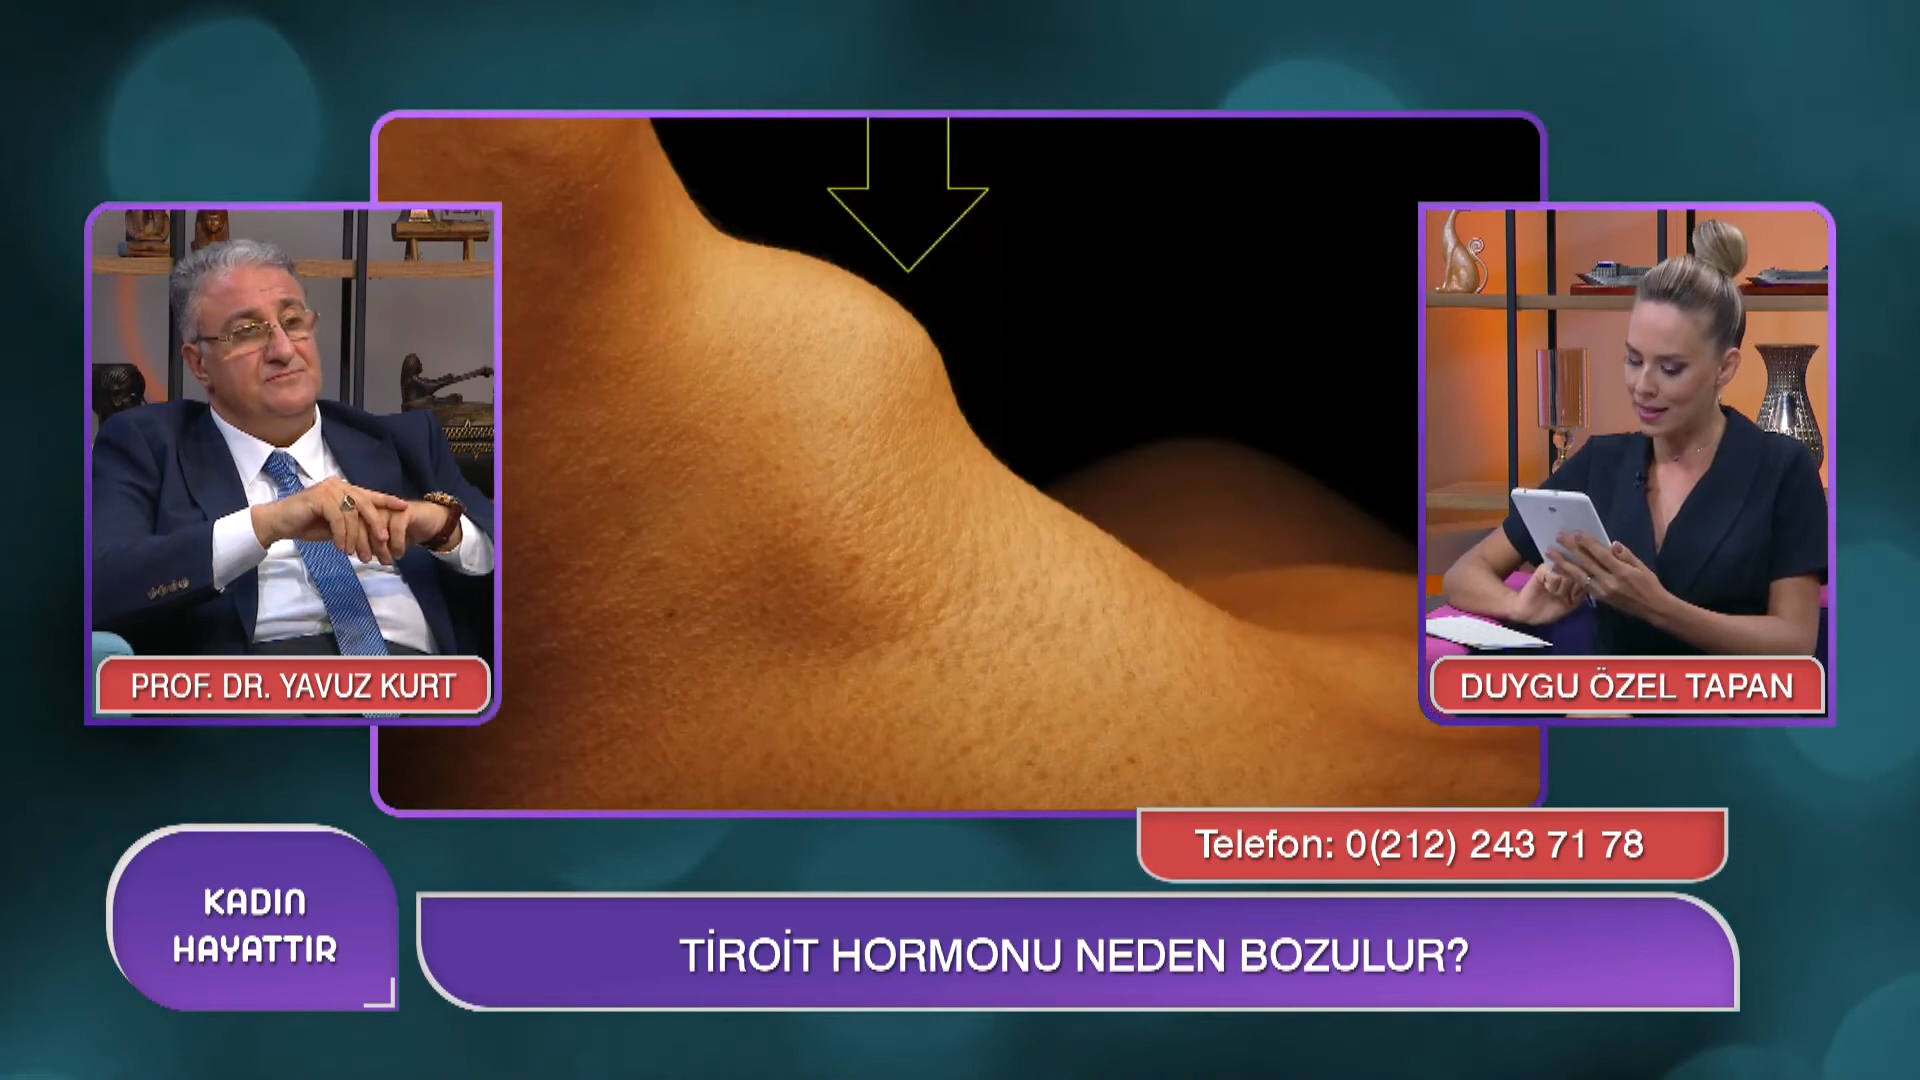 PROF. DR. YAVUZ KURT
DUYGU ÖZEL TAPAN
Telefon: 0(212) 243 71 78
KADIN
HAYATTIR
TİROİT HORMONU NEDEN BOZULUR?